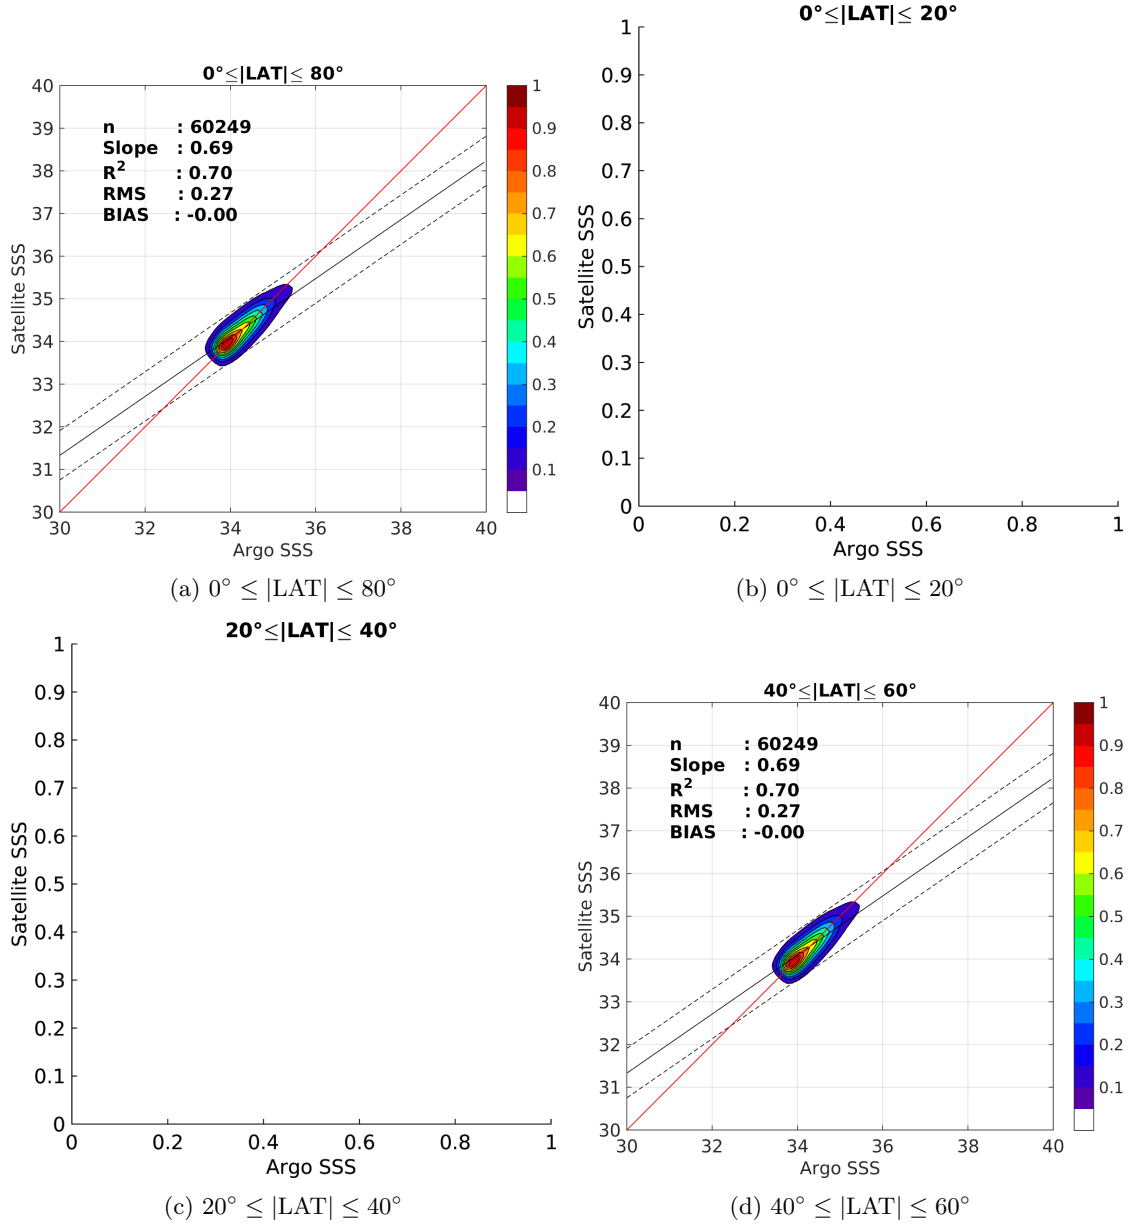 0°≤|LAT|≤ 80°
40
39
38
37
36
35
34
33
32
31
30
Satellite SSS
n : 60249
Slope : 0.69
R² : 0.70
RMS : 0.27
BIAS : -0.00
30 32 34 36 38 40
Argo SSS
1
0.9
0.8
0.7
0.6
0.5
0.4
0.3
0.2
0.1
(a) 0° ≤ |LAT| ≤ 80°
0°≤|LAT|≤ 20°
1
0.9
0.8
0.7
0.6
0.5
0.4
0.3
0.2
0.1
0
Satellite SSS
0 0.2 0.4 0.6 0.8 1
Argo SSS
(b) 0° ≤ |LAT| ≤ 20°
20°≤|LAT|≤ 40°
1
0.9
0.8
0.7
0.6
0.5
0.4
0.3
0.2
0.1
0
Satellite SSS
0 0.2 0.4 0.6 0.8 1
Argo SSS
(c) 20° ≤ |LAT| ≤ 40°
40°≤|LAT|≤ 60°
40
39
38
37
36
35
34
33
32
31
30
Satellite SSS
n : 60249
Slope : 0.69
R² : 0.70
RMS : 0.27
BIAS : -0.00
30 32 34 36 38 40
Argo SSS
1
0.9
0.8
0.7
0.6
0.5
0.4
0.3
0.2
0.1
(d) 40° ≤ |LAT| ≤ 60°